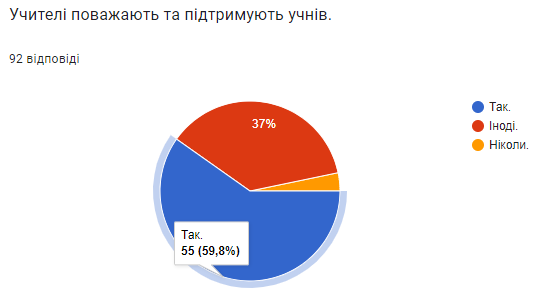 Учителі поважають та підтримують учнів.
92 відповіді
37%
Так.
55 (59,8%)
Так.
Іноді.
Ніколи.